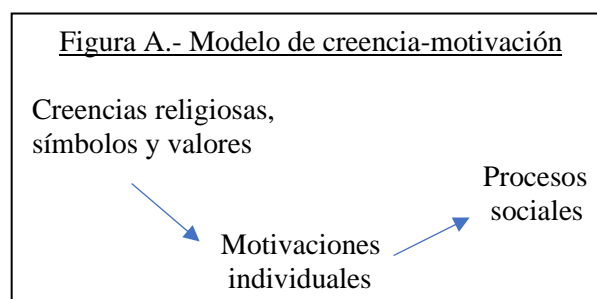 Figura A.- Modelo de creencia-motivación
Creencias religiosas,
símbolos y valores
Procesos
sociales
Motivaciones
individuales